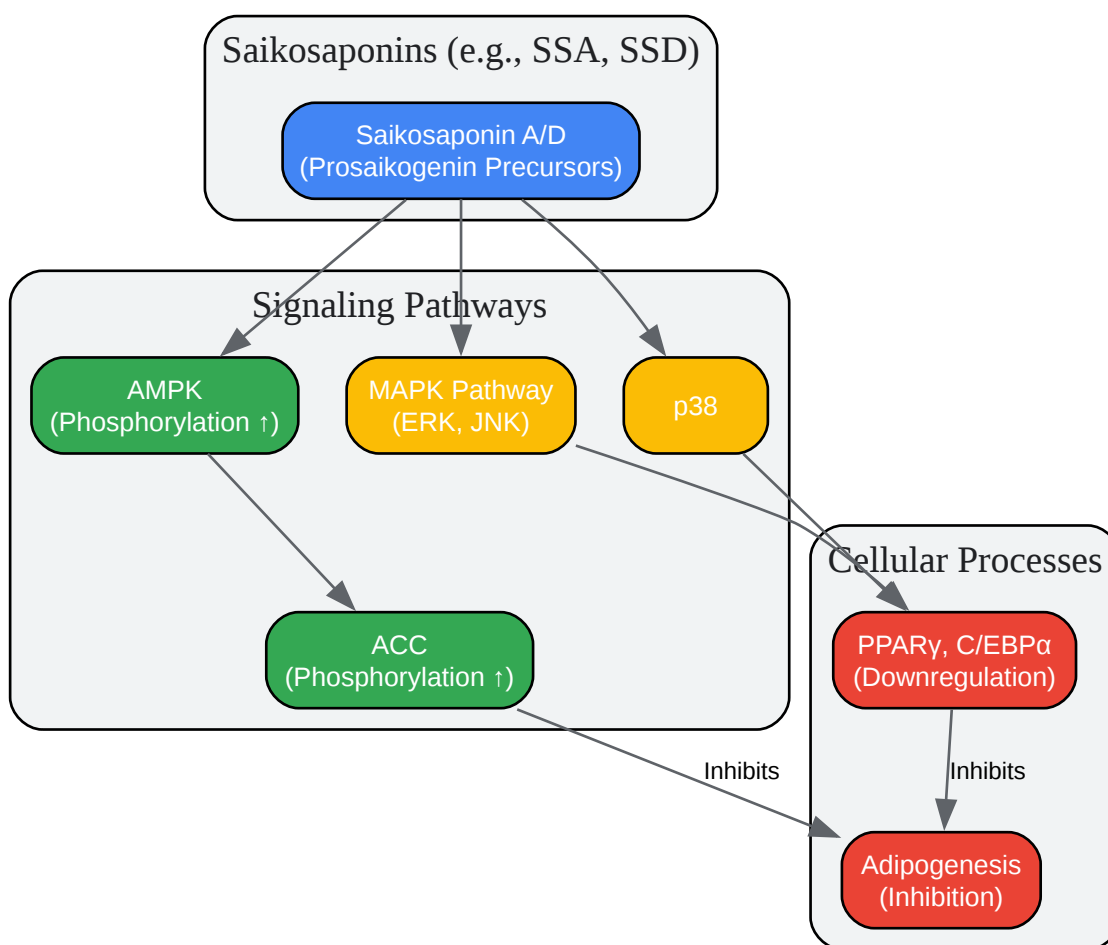 Saikosaponins (e.g., SSA, SSD)
Saikosaponin A/D
(Prosaikogenin Precursors)
Signaling Pathways
AMPK
(Phosphorylation ↑)
MAPK Pathway
(ERK, JNK)
p38
Cellular Processes
ACC
(Phosphorylation ↑)
PPARγ, C/EBPα
(Downregulation)
Inhibits
Inhibits
Adipogenesis
(Inhibition)